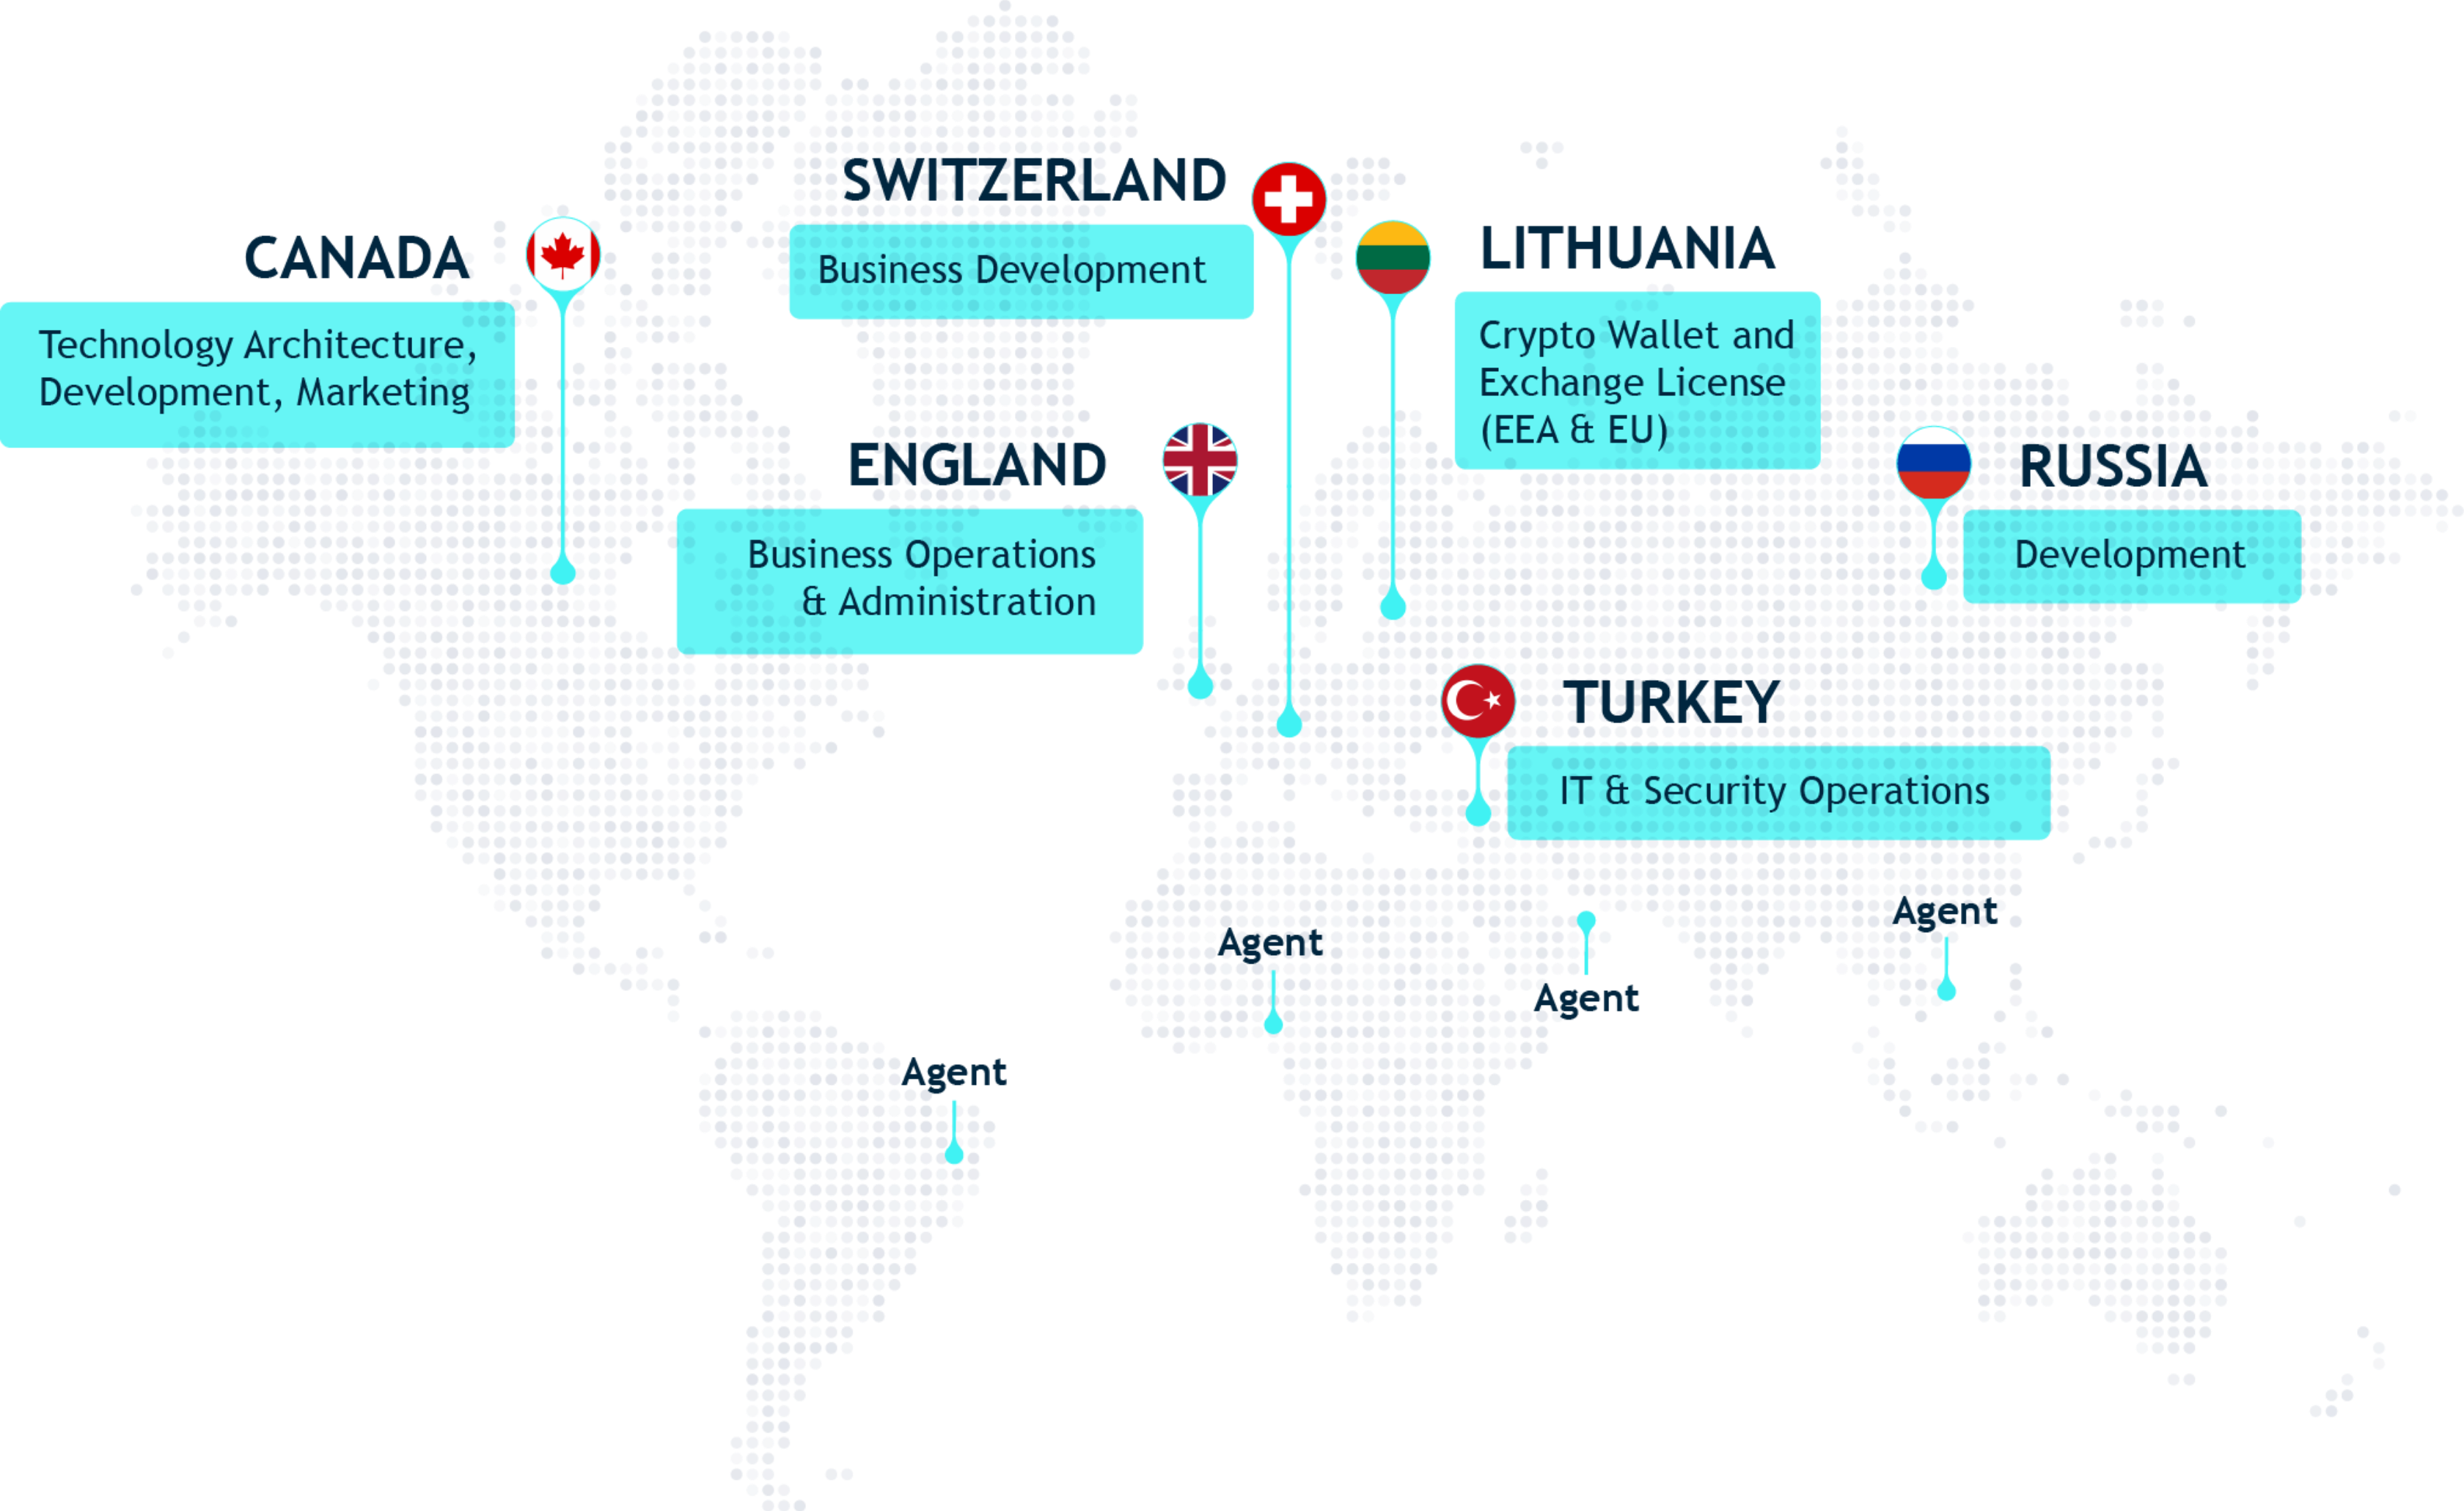 CANADA
Technology Architecture,
Development, Marketing
SWITZERLAND
Business Development
LITHUANIA
Crypto Wallet and
Exchange License
(EEA & EU)
ENGLAND
Business Operations
& Administration
RUSSIA
Development
TURKEY
IT & Security Operations
Agent
Agent
Agent
Agent